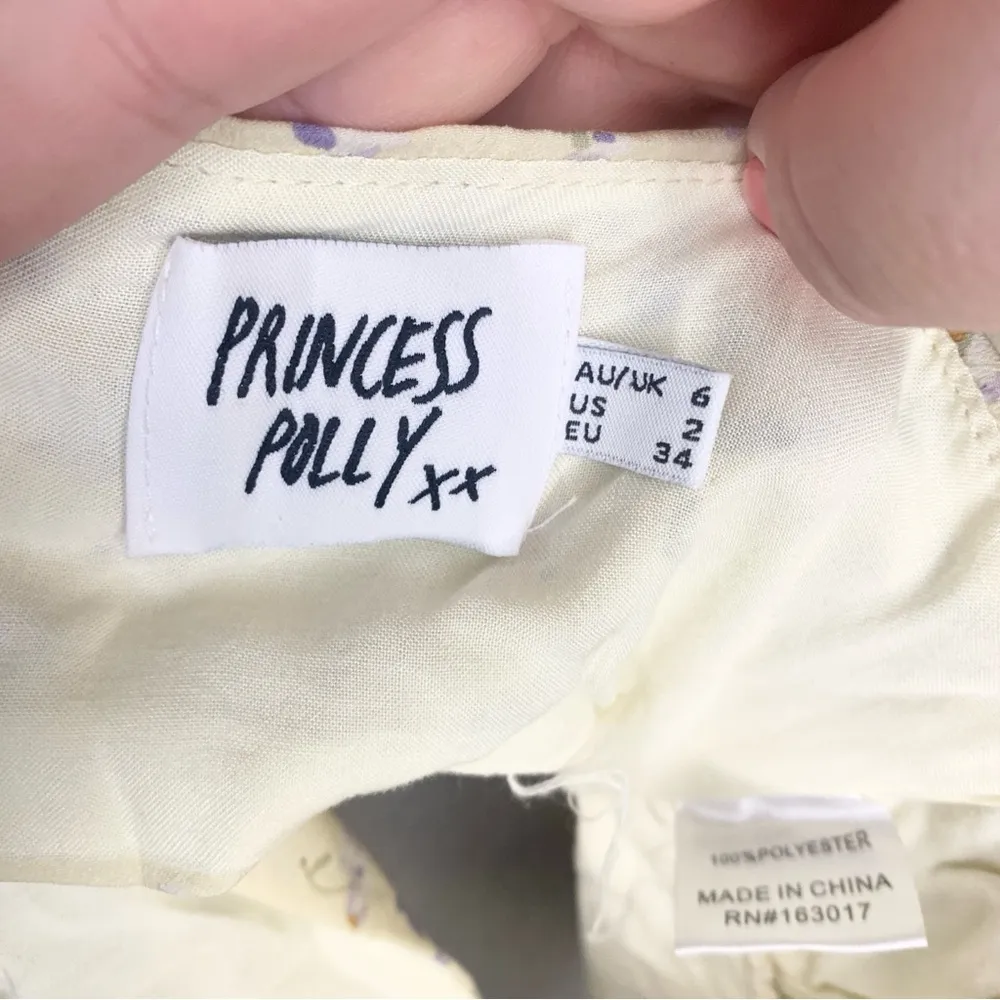 PRINCESS
POLLY xx
AU/UK 6
US 2
EU 34
100%POLYESTER
MADE IN CHINA
RN#163017